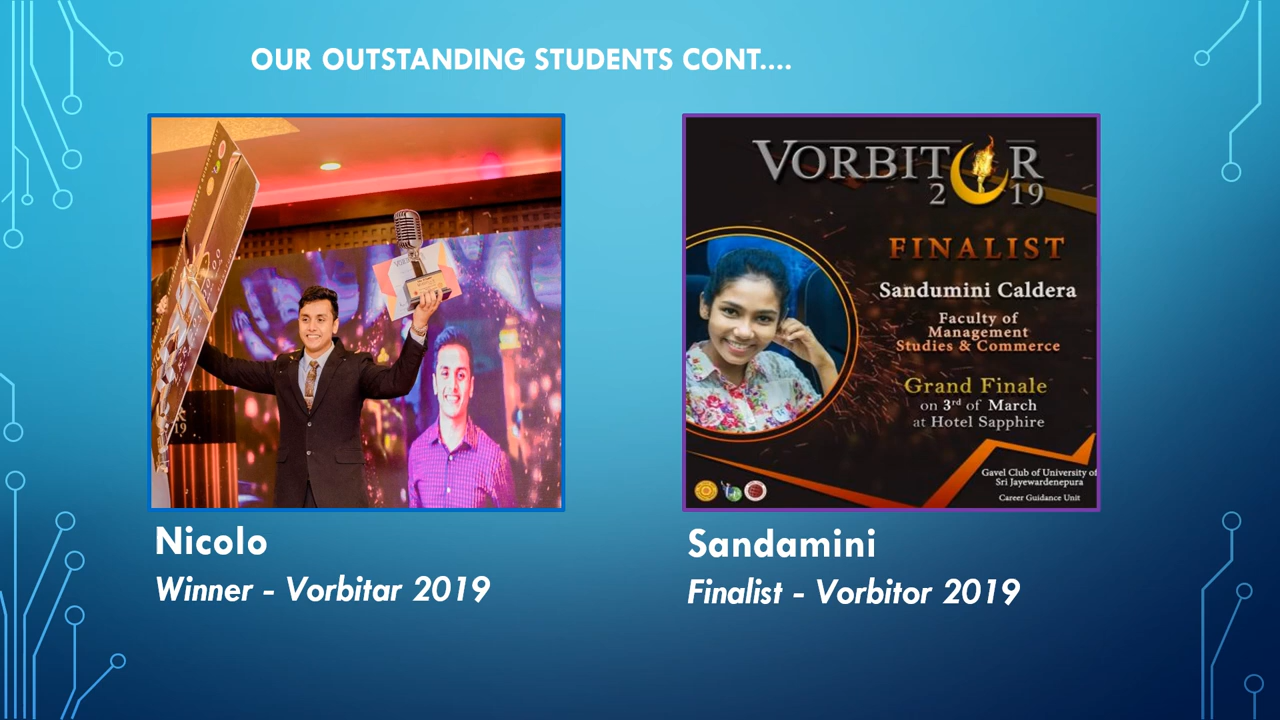 OUR OUTSTANDING STUDENTS CONT....
VORBITOR
2019
FINALIST
Sandumini Caldera
Faculty of
Management
Studies & Commerce
Grand Finale
on 3rd of March
at Hotel Sapphire
Gavel Club of University of
Sri Jayewardenepura
Career Guidance Unit
Nicolo
Winner - Vorbitar 2019
Sandamini
Finalist - Vorbitor 2019